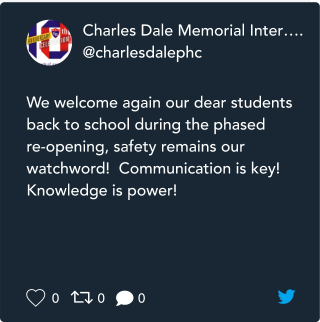 Charles Dale Memorial Inter....
@charlesdalephc
We welcome again our dear students
back to school during the phased
re-opening, safety remains our
watchword! Communication is key!
Knowledge is power!
0 0 0